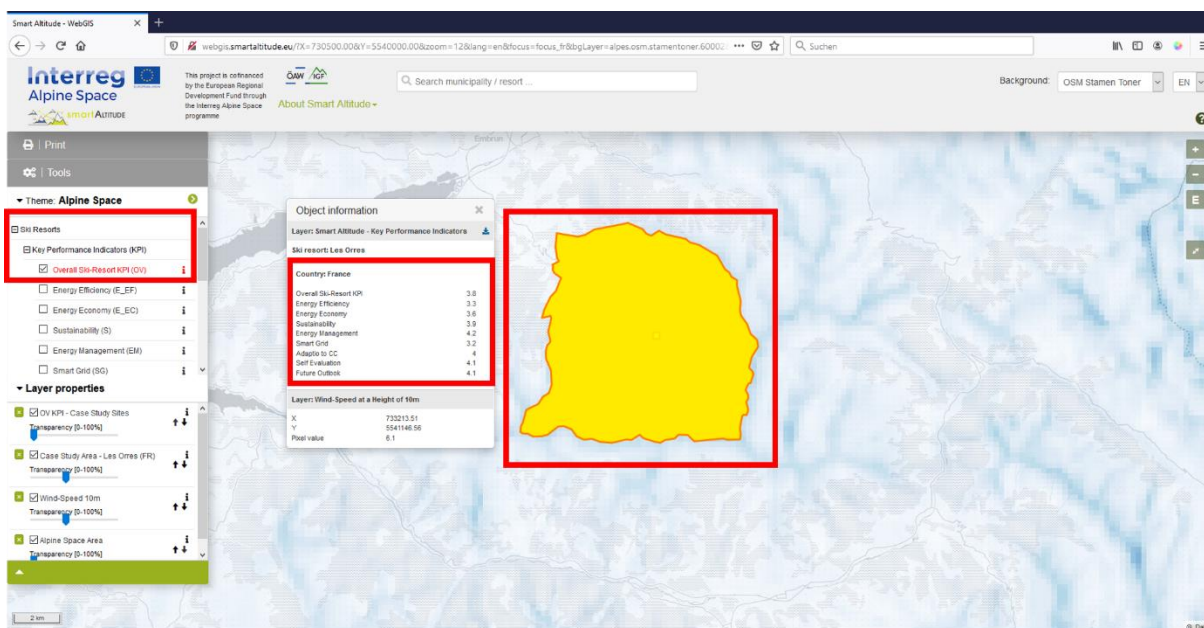 Smart Altitude - WebGIS
webgis.smartaltitude.eu/?X=730500.00&Y=5540000.00&zoom=12&lang=en&focus=focus_fr&bgLayer=alpes.osm.stamentoner.60002
Suchen
Interreg
Alpine Space
smartAltitude
This project is cofinanced
by the European Regional
Development Fund through
the Interreg Alpine Space
programme
ÖAW IGF
About Smart Altitude
Search municipality / resort ...
Background: OSM Stamen Toner EN
Print
Tools
Theme: Alpine Space
Ski Resorts
Key Performance Indicators (KPI)
Overall Ski-Resort KPI (OV)
Energy Efficiency (E_EF)
Energy Economy (E_EC)
Sustainability (S)
Energy Management (EM)
Smart Grid (SG)
Layer properties
OV KPI - Case Study Sites
Transparency [0-100%]
Case Study Area - Les Orres (FR)
Transparency [0-100%]
Wind-Speed 10m
Transparency [0-100%]
Alpine Space Area
Transparency [0-100%]
2 km
Embrun
Object information
Layer: Smart Altitude - Key Performance Indicators
Ski resort: Les Orres
Country: France
Overall Ski-Resort KPI 3.8
Energy Efficiency 3.3
Energy Economy 3.6
Sustainability 3.9
Energy Management 4.2
Smart Grid 3.2
Adaptio to CC 4
Self Evaluation 4.1
Future Outlook 4.1
Layer: Wind-Speed at a Height of 10m
X 733213.51
Y 5541146.56
Pixel value 6.1
E